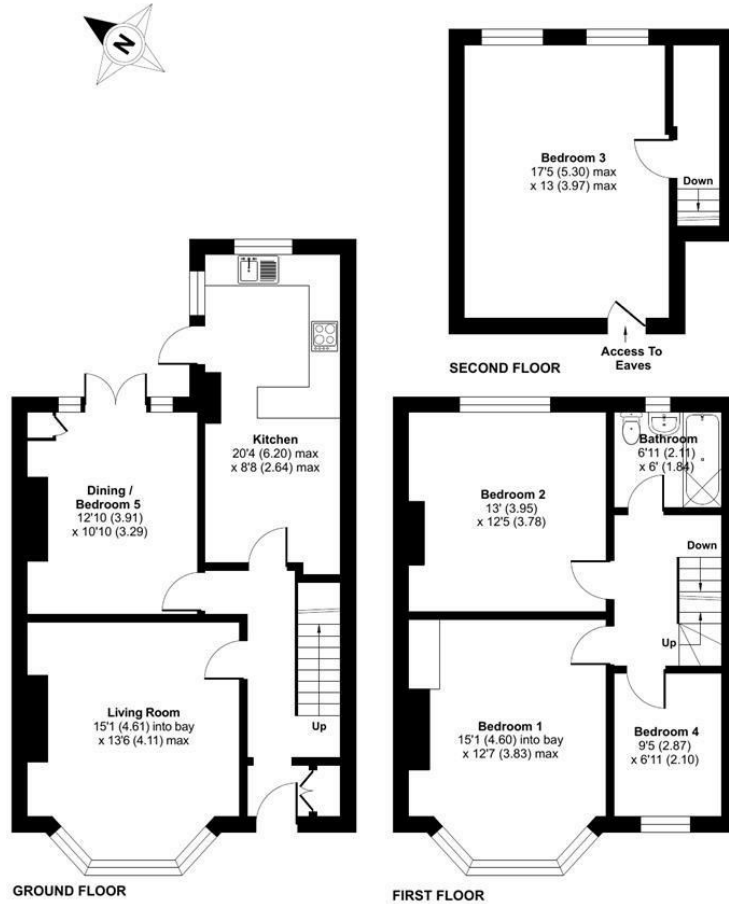 N
Bedroom 3
17'5 (5.30) max
x 13 (3.97) max
Down
Access To
Eaves
SECOND FLOOR
Kitchen
20'4 (6.20) max
x 8'8 (2.64) max
Dining /
Bedroom 5
12'10 (3.91)
x 10'10 (3.29)
Living Room
15'1 (4.61) into bay
x 13'6 (4.11) max
Up
GROUND FLOOR
Bathroom
6'11 (2.11)
x 6' (1.84)
Bedroom 2
13' (3.95)
x 12'5 (3.78)
Down
Up
Bedroom 1
15'1 (4.60) into bay
x 12'7 (3.83) max
Bedroom 4
9'5 (2.87)
x 6'11 (2.10)
FIRST FLOOR